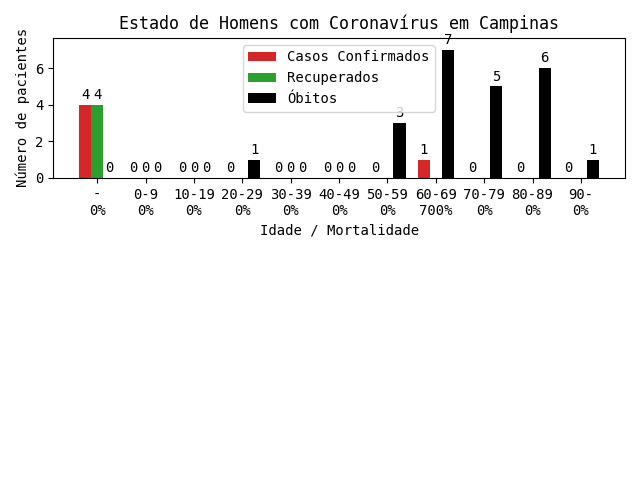 Estado de Homens com Coronavírus em Campinas
Número de pacientes
6
4
2
0
Casos Confirmados
Recuperados
Óbitos
4 4 0 0 0 0 0 0 0 0 1 0 0 0 0 0 0 0 3 1 7 0 5 0 6 0 1
- 0-9 10-19 20-29 30-39 40-49 50-59 60-69 70-79 80-89 90-
0% 0% 0% 0% 0% 0% 0% 700% 0% 0% 0%
Idade / Mortalidade